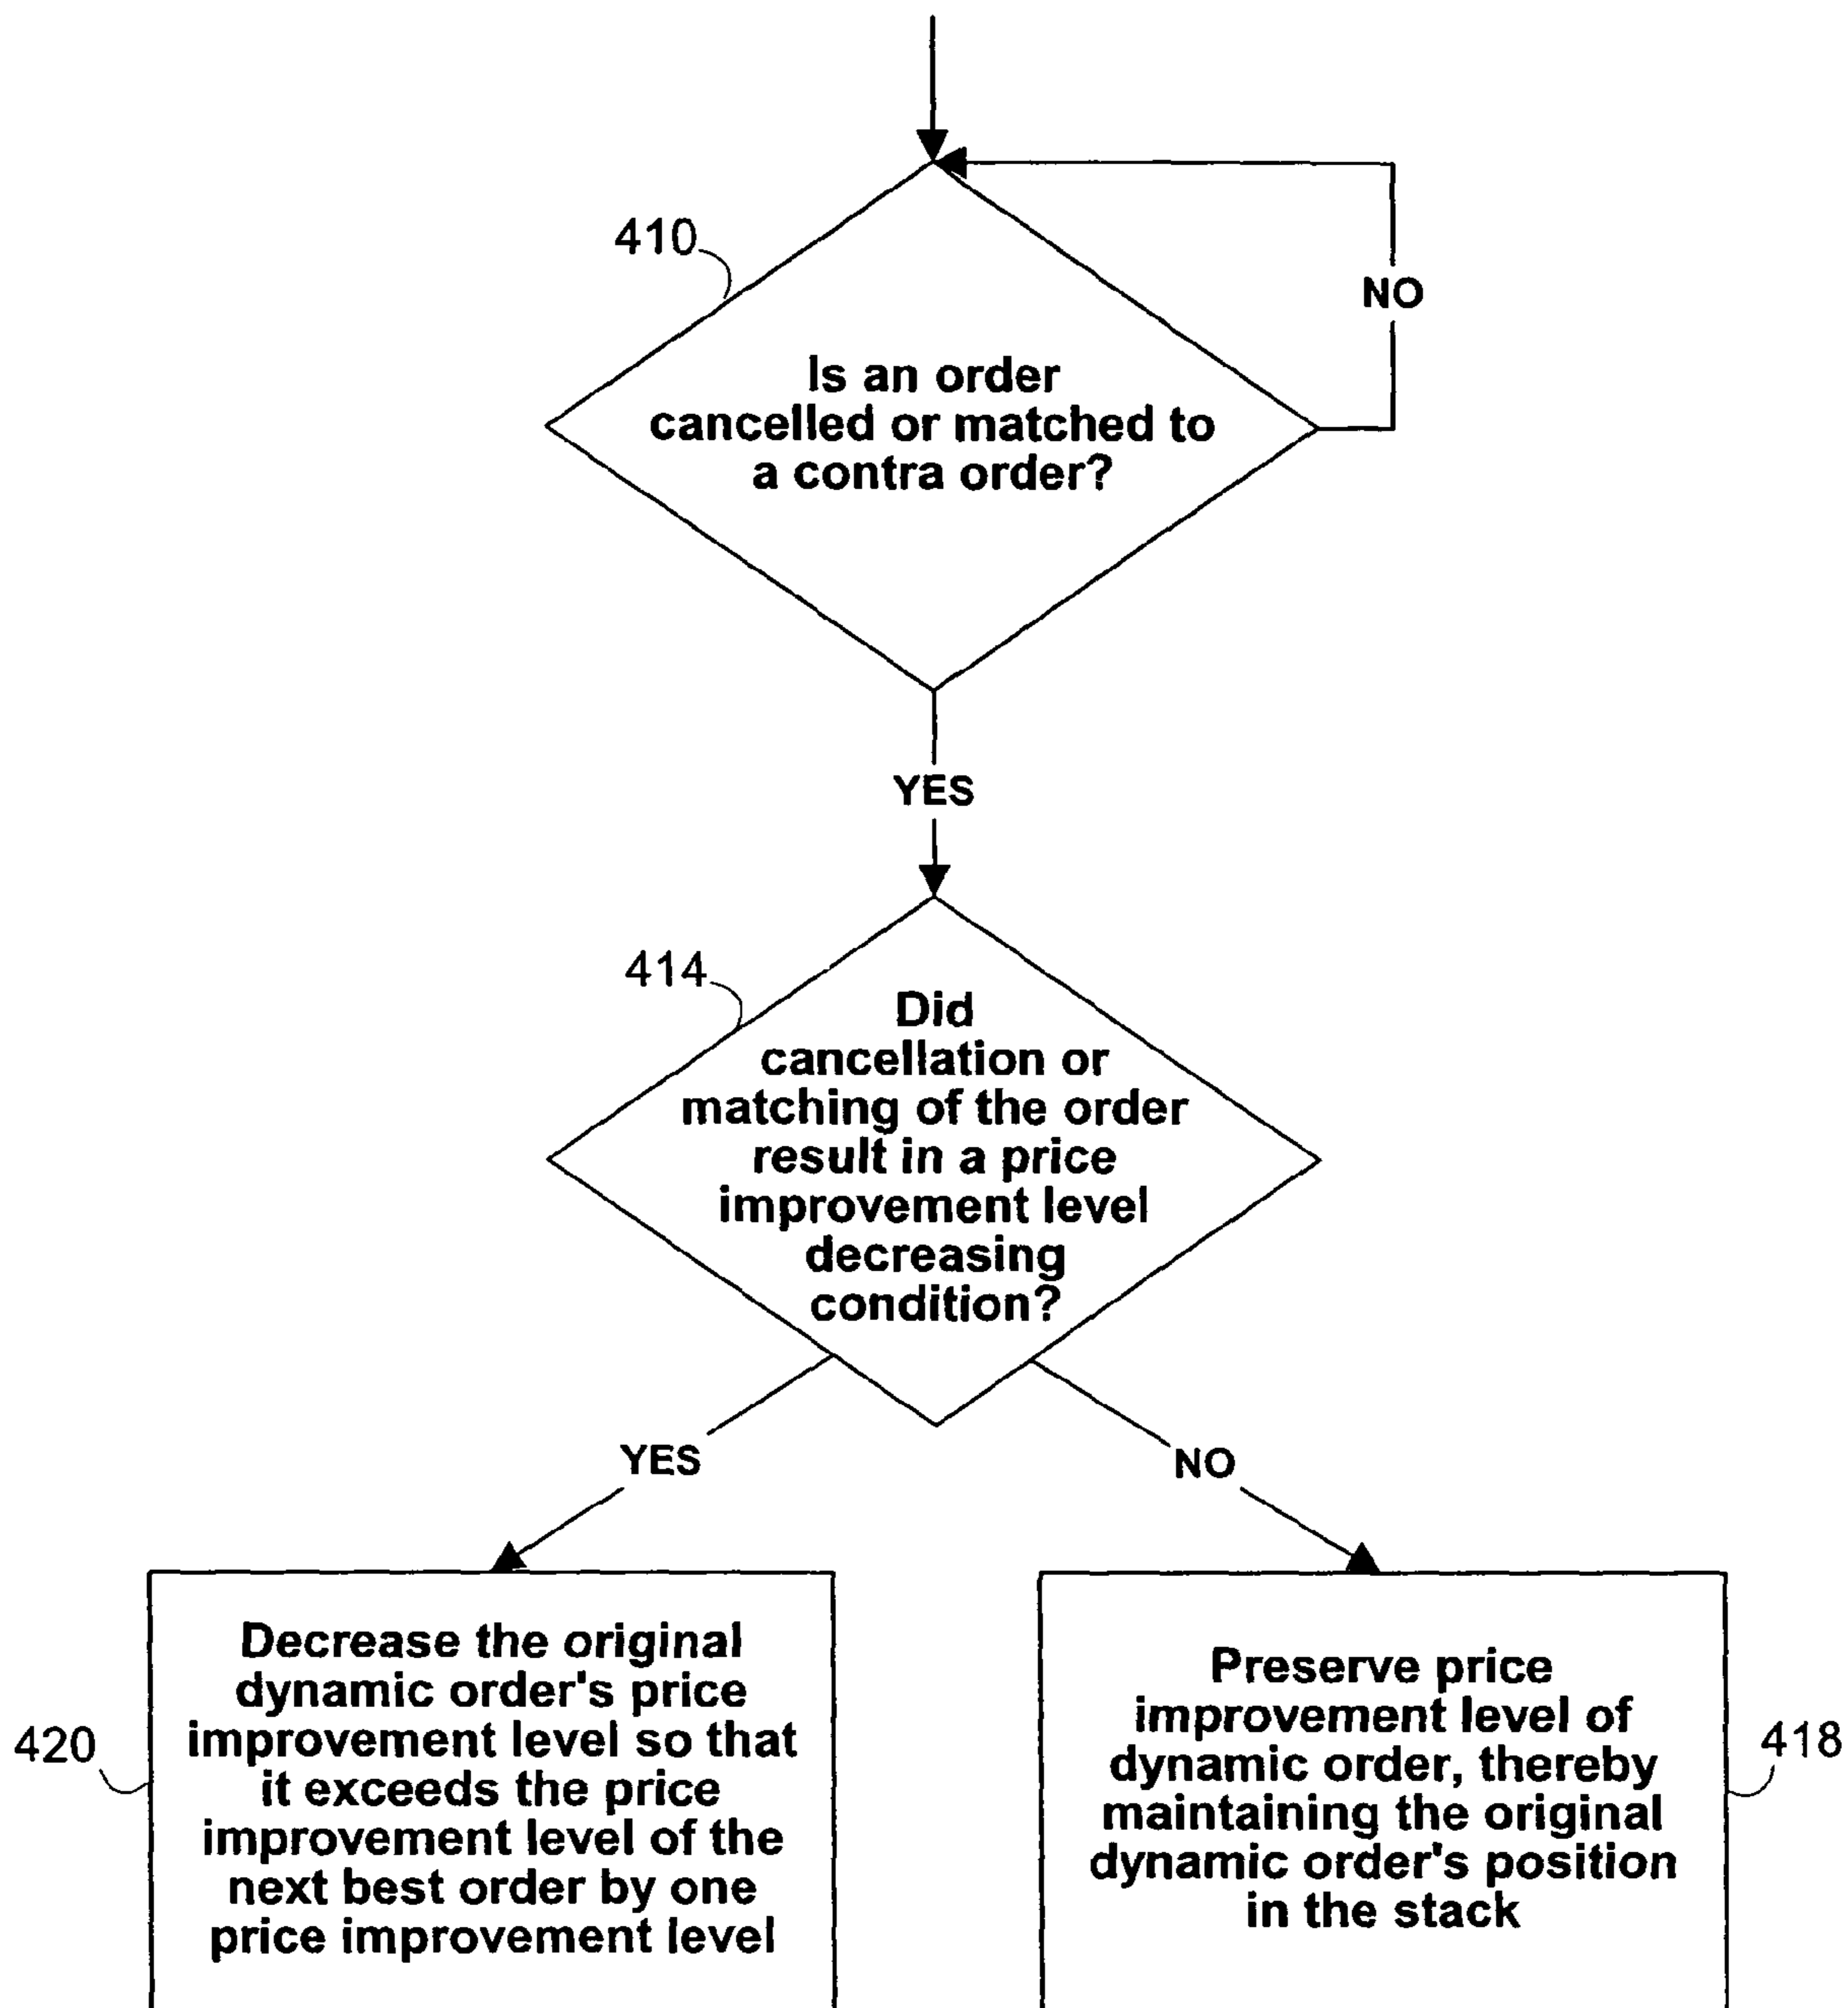 410
NO
Is an order
cancelled or matched to
a contra order?
YES
414
Did
cancellation or
matching of the order
result in a price
improvement level
decreasing
condition?
YES
NO
420
Decrease the original
dynamic order's price
improvement level so that
it exceeds the price
improvement level of the
next best order by one
price improvement level
Preserve price
improvement level of
dynamic order, thereby
maintaining the original
dynamic order's position
in the stack
418